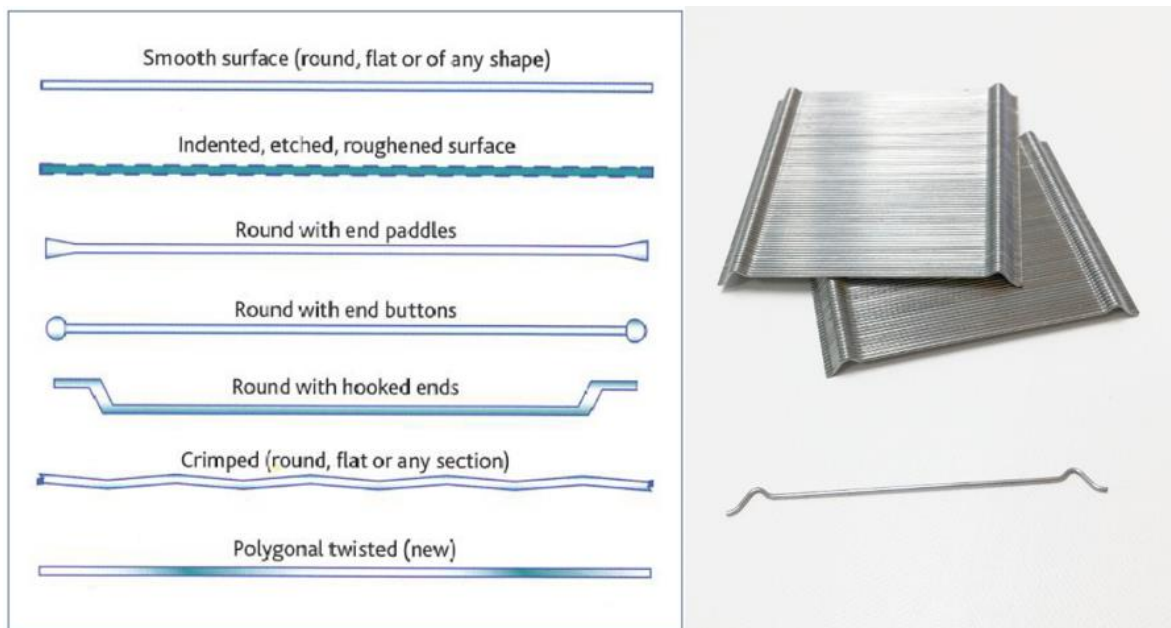 Smooth surface (round, flat or of any shape)
Indented, etched, roughened surface
Round with end paddles
Round with end buttons
Round with hooked ends
Crimped (round, flat or any section)
Polygonal twisted (new)